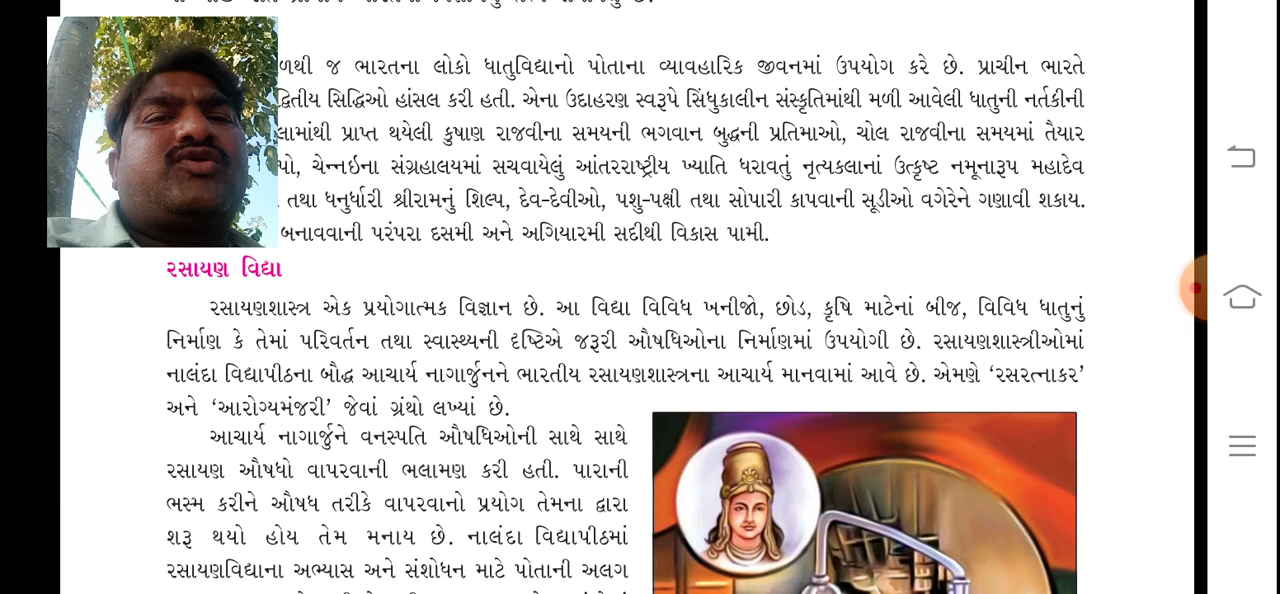 જ ભારતના લોકો ધાતુવિદ્યાનો પોતાના વ્યાવહારિક જીવનમાં ઉપયોગ કરે છે. પ્રાચીન ભારતે
સિદ્ધિઓ હાંસલ કરી હતી. એના ઉદાહરણ સ્વરૂપે સિંધુકાલીન સંસ્કૃતિમાંથી મળી આવેલી ધાતુની નર્તકીની
પ્રાપ્ત થયેલી કુષાણ રાજવીના સમયની ભગવાન બુદ્ધની પ્રતિમાઓ, ચોલ રાજવીના સમયમાં તૈયાર
ચેન્નઇના સંગ્રહાલયમાં સચવાયેલું આંતરરાષ્ટ્રીય ખ્યાતિ ધરાવતું નૃત્યકલાનાં ઉત્કૃષ્ટ નમૂનારૂપ મહાદેવ
તથા ધનુર્ધારી શ્રીરામનું શિલ્પ, દેવ-દેવીઓ, પશુ-પક્ષી તથા સોપારી કાપવાની સૂડીઓ વગેરેને ગણાવી શકાય.
બનાવવાની પરંપરા દસમી અને અગિયારમી સદીથી વિકાસ પામી.
રસાયણ વિદ્યા
રસાયણશાસ્ત્ર એક પ્રયોગાત્મક વિજ્ઞાન છે. આ વિદ્યા વિવિધ ખનીજો, છોડ, કૃષિ માટેનાં બીજ, વિવિધ ધાતુનું
નિર્માણ કે તેમાં પરિવર્તન તથા સ્વાસ્થ્યની દૃષ્ટિએ જરૂરી ઔષધિઓના નિર્માણમાં ઉપયોગી છે. રસાયણશાસ્ત્રીઓમાં
નાલંદા વિદ્યાપીઠના બૌદ્ધ આચાર્ય નાગાર્જુનને ભારતીય રસાયણશાસ્ત્રના આચાર્ય માનવામાં આવે છે. એમણે ‘રસરત્નાકર’
અને ‘આરોગ્યમંજરી’ જેવાં ગ્રંથો લખ્યાં છે.
આચાર્ય નાગાર્જુને વનસ્પતિ ઔષધિઓની સાથે સાથે
રસાયણ ઔષધો વાપરવાની ભલામણ કરી હતી. પારાની
ભસ્મ કરીને ઔષધ તરીકે વાપરવાનો પ્રયોગ તેમના દ્વારા
શરૂ થયો હોય તેમ મનાય છે. નાલંદા વિદ્યાપીઠમાં
રસાયણવિદ્યાના અભ્યાસ અને સંશોધન માટે પોતાની અલગ